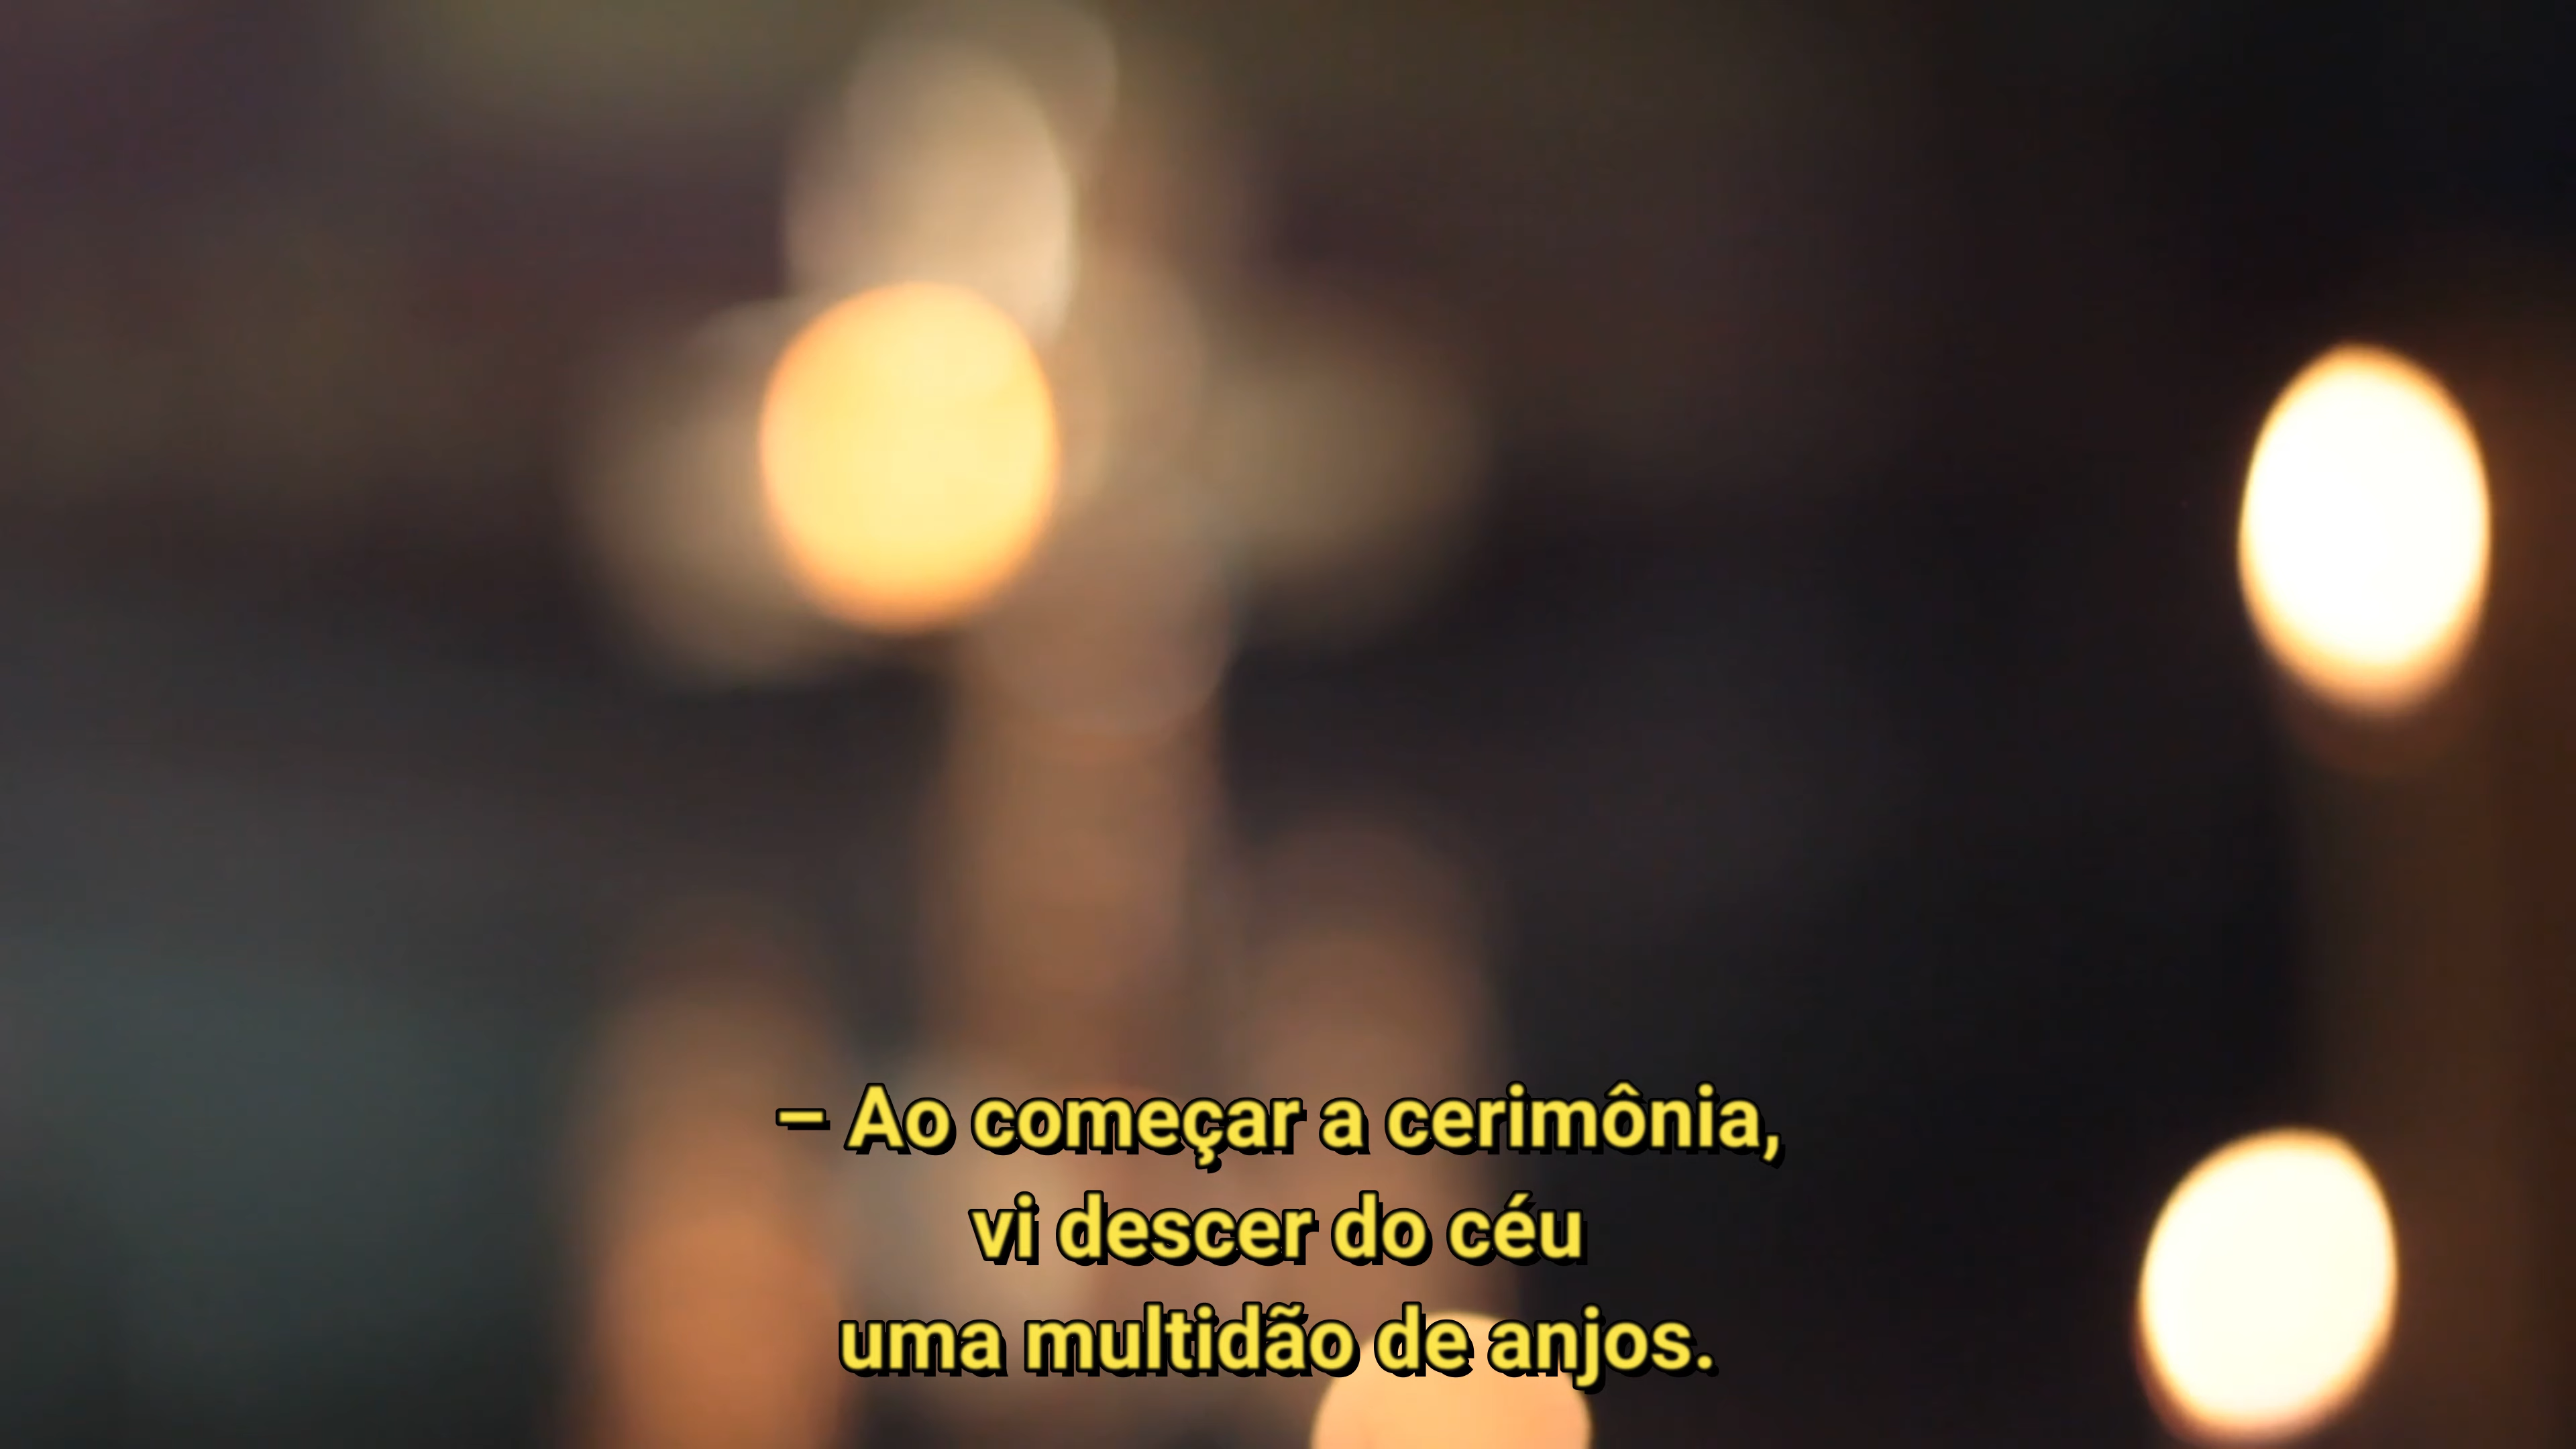 – Ao começar a cerimônia,
vi descer do céu
uma multidão de anjos.